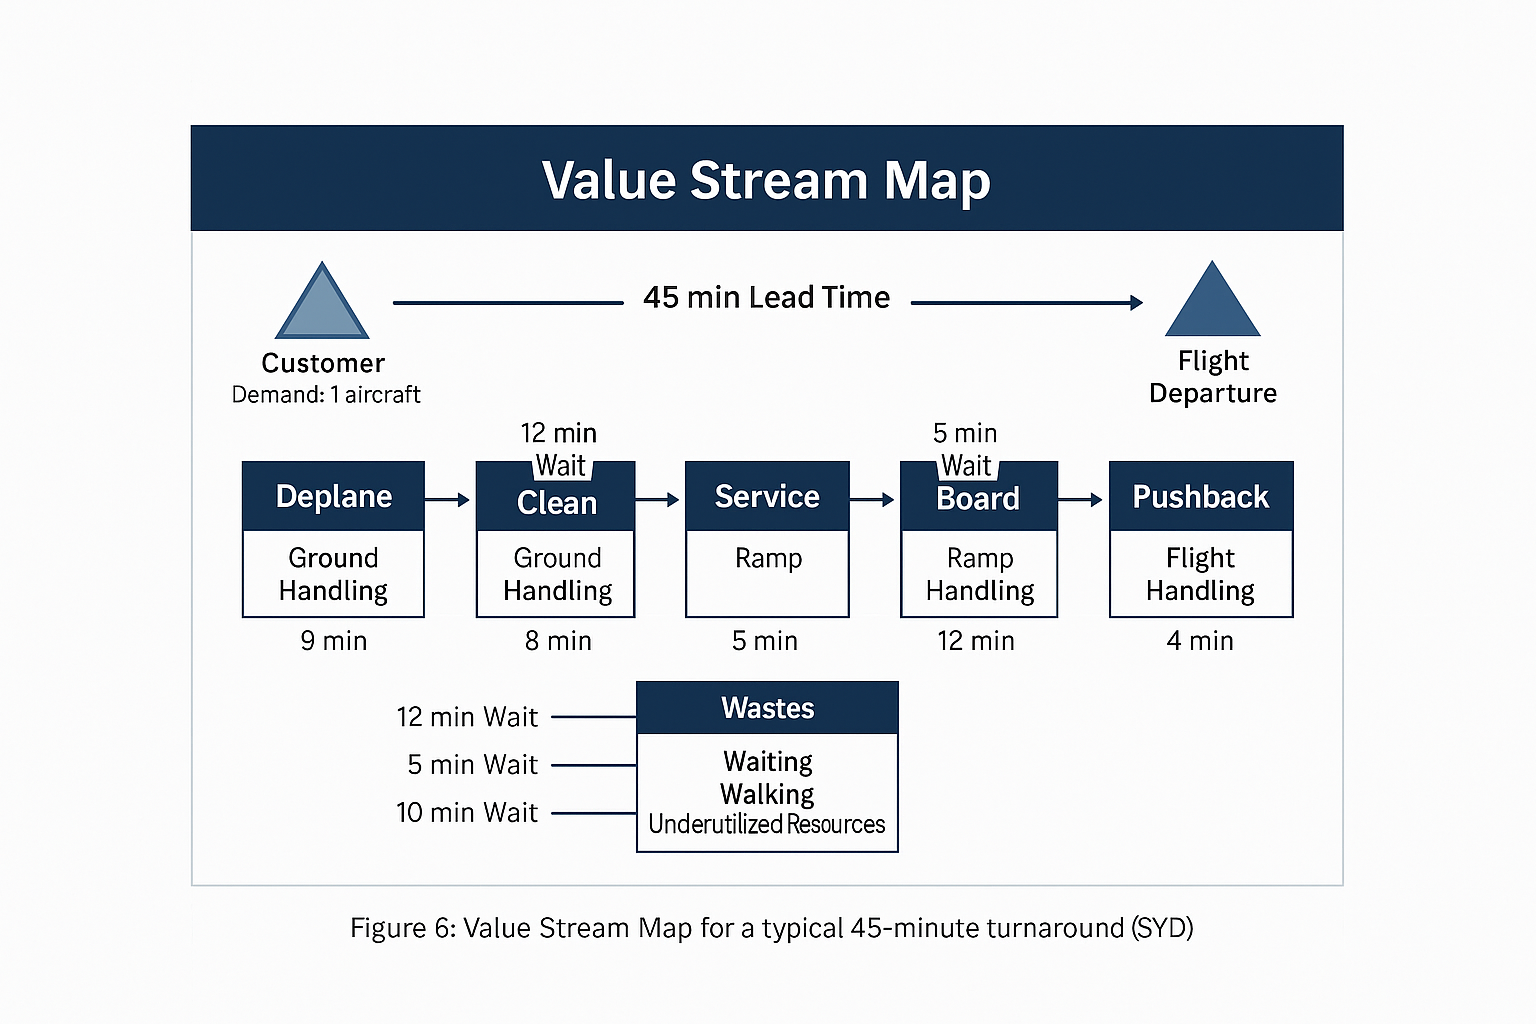 Value Stream Map
45 min Lead Time
Customer
Demand: 1 aircraft
Flight
Departure
12 min
Wait
5 min
Wait
Deplane
Clean
Service
Board
Pushback
Ground
Handling
Ground
Handling
Ramp
Ramp
Handling
Flight
Handling
9 min
8 min
5 min
12 min
4 min
12 min Wait
5 min Wait
10 min Wait
Wastes
Waiting
Walking
Underutilized Resources
Figure 6: Value Stream Map for a typical 45-minute turnaround (SYD)